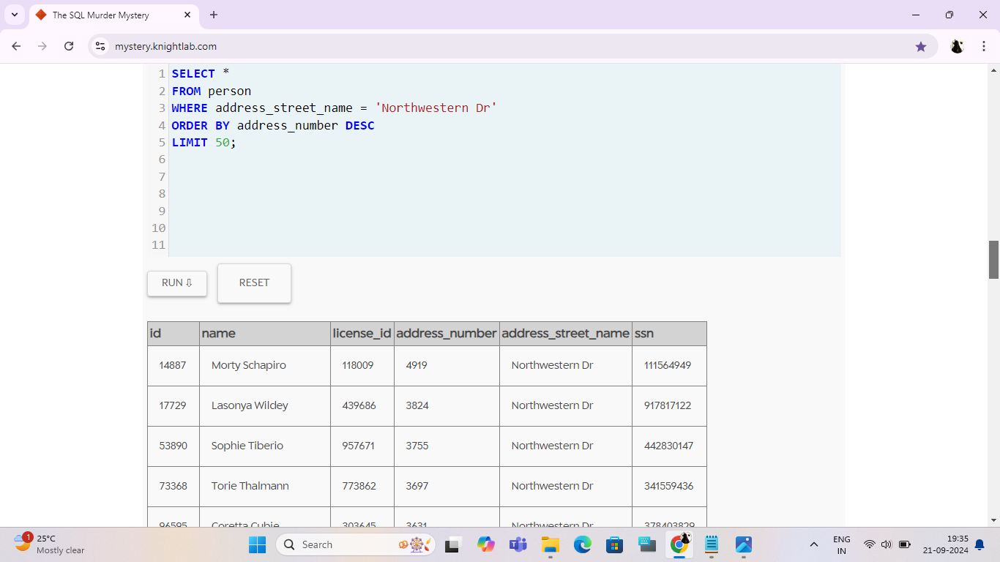 The SQL Murder Mystery
mystery.knightlab.com
1 SELECT *
2 FROM person
3 WHERE address_street_name = 'Northwestern Dr'
4 ORDER BY address_number DESC
5 LIMIT 50;
6
7
8
9
10
11
RUN ⇩ RESET
id name license_id address_number address_street_name ssn
14887 Morty Schapiro 118009 4919 Northwestern Dr 111564949
17729 Lasonya Wildey 439686 3824 Northwestern Dr 917817122
53890 Sophie Tiberio 957671 3755 Northwestern Dr 442830147
73368 Torie Thalmann 773862 3697 Northwestern Dr 341559436
96595 Coretta Cubie 303645 3631 Northwestern Dr 378403829
1 25°C
Mostly clear
Search
ENG
IN
19:35
21-09-2024